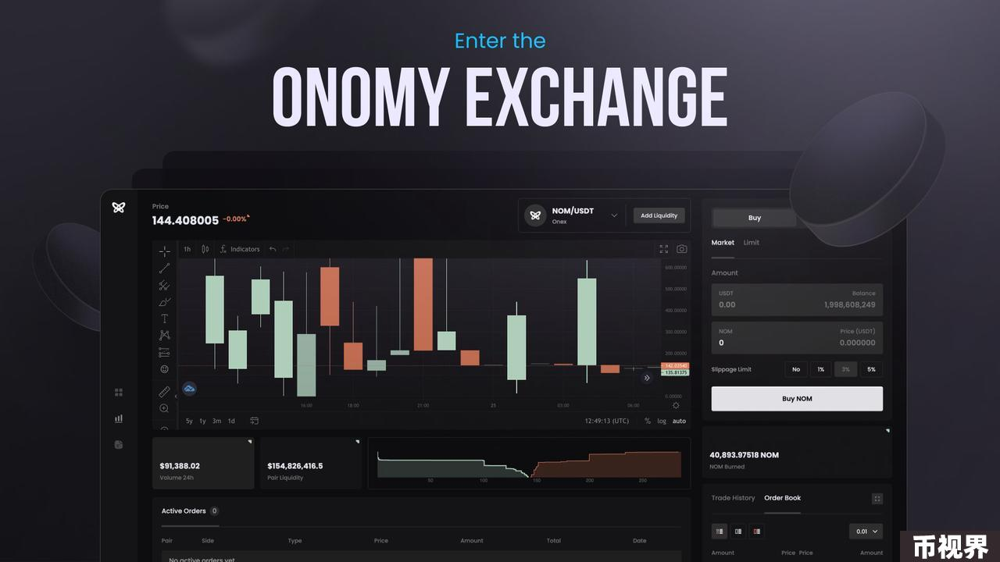 Enter the
ONOMY EXCHANGE
Price
144.408005 -0.00%
NOM/USDT
Onex
Add Liquidity
Buy
Market Limit
1h Indicators
Amount
USDT Balance
0.00 1,998,608,249
NOM Price (USDT)
0 0.000000
Slippage Limit No 1% 3% 5%
Buy NOM
600.00000
500.00000
400.00000
300.00000
200.00000
142.03540
135.81375
0.00000
16:00 18:00 21:00 25 03:00 06:00
5y 1y 3m 1d 12:49:13 (UTC) % log auto
$91,388.02
Volume 24h
$154,826,416.5
Pair Liquidity
50 100 150 200 250
40,893.97518 NOM
NOM Burned
Active Orders 0
Pair Side Type Price Amount Total Date
No active orders yet
Trade History Order Book
0.01
Amount Price Price Amount
币视界